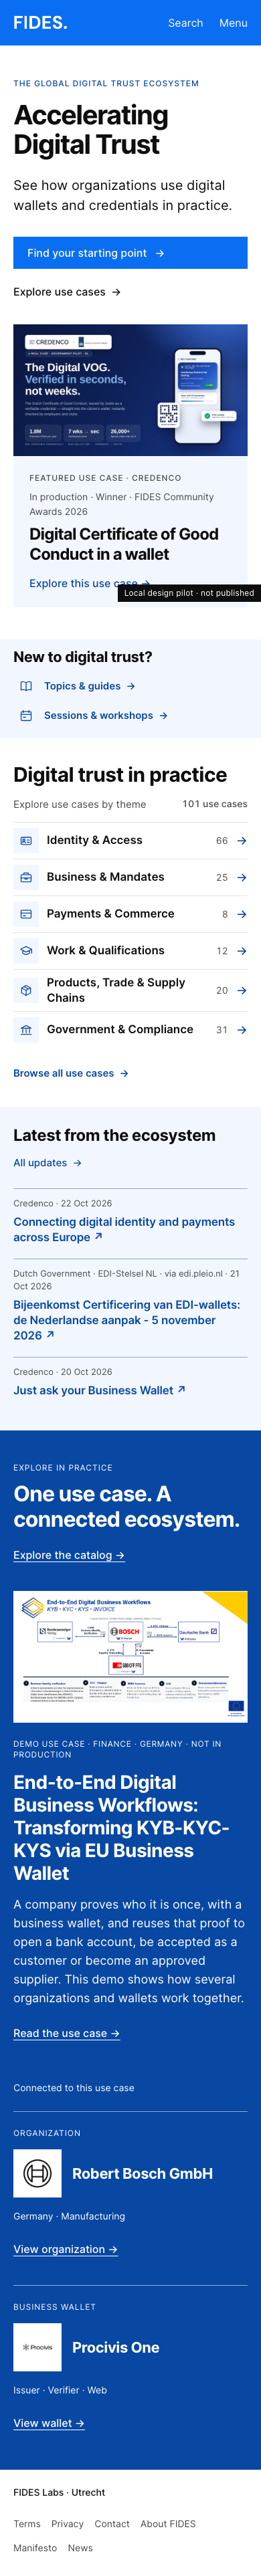 FIDES.
Search
Menu
THE GLOBAL DIGITAL TRUST ECOSYSTEM
Accelerating
Digital Trust
See how organizations use digital
wallets and credentials in practice.
Find your starting point →
Explore use cases →
CREDENCO
The Digital VOG.
Verified in seconds,
not weeks.
1.8M
7 wks → sec
26,000+
FEATURED USE CASE · CREDENCO
In production · Winner · FIDES Community
Awards 2026
Digital Certificate of Good
Conduct in a wallet
Explore this use case →
Local design pilot · not published
New to digital trust?
Topics & guides →
Sessions & workshops →
Digital trust in practice
Explore use cases by theme
101 use cases
Identity & Access 66 →
Business & Mandates 25 →
Payments & Commerce 8 →
Work & Qualifications 12 →
Products, Trade & Supply
Chains 20 →
Government & Compliance 31 →
Browse all use cases →
Latest from the ecosystem
All updates →
Credenco · 22 Oct 2026
Connecting digital identity and payments
across Europe ↗
Dutch Government · EDI-Stelsel NL · via edi.pleio.nl · 21
Oct 2026
Bijeenkomst Certificering van EDI-wallets:
de Nederlandse aanpak - 5 november
2026 ↗
Credenco · 20 Oct 2026
Just ask your Business Wallet ↗
EXPLORE IN PRACTICE
One use case. A
connected ecosystem.
Explore the catalog →
End-to-End Digital Business Workflows
KYB · KYC · KYS · INVOICE
BOSCH
Deutsche Bank
DEMO USE CASE · FINANCE · GERMANY · NOT IN
PRODUCTION
End-to-End Digital
Business Workflows:
Transforming KYB-KYC-
KYS via EU Business
Wallet
A company proves who it is once, with a
business wallet, and reuses that proof to
open a bank account, be accepted as a
customer or become an approved
supplier. This demo shows how several
organizations and wallets work together.
Read the use case →
Connected to this use case
ORGANIZATION
Robert Bosch GmbH
Germany · Manufacturing
View organization →
BUSINESS WALLET
Procivis
Procivis One
Issuer · Verifier · Web
View wallet →
FIDES Labs · Utrecht
Terms
Privacy
Contact
About FIDES
Manifesto
News